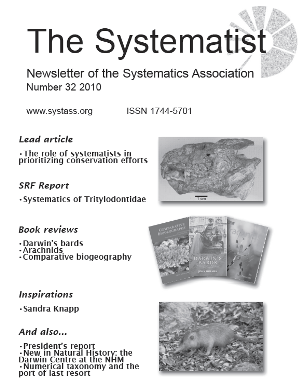 The Systematist
Newsletter of the Systematics Association
Number 32 2010
www.systass.org ISSN 1744-5701
Lead article
•The role of systematists in
prioritizing conservation efforts
SRF Report
•Systematics of Tritylodontidae
Book reviews
•Darwin's bards
•Arachnids
•Comparative biogeography
Inspirations
•Sandra Knapp
And also...
•President's report
•New in Natural History: the
Darwin Centre at the NHM
•Numerical taxonomy and the
port of last resort